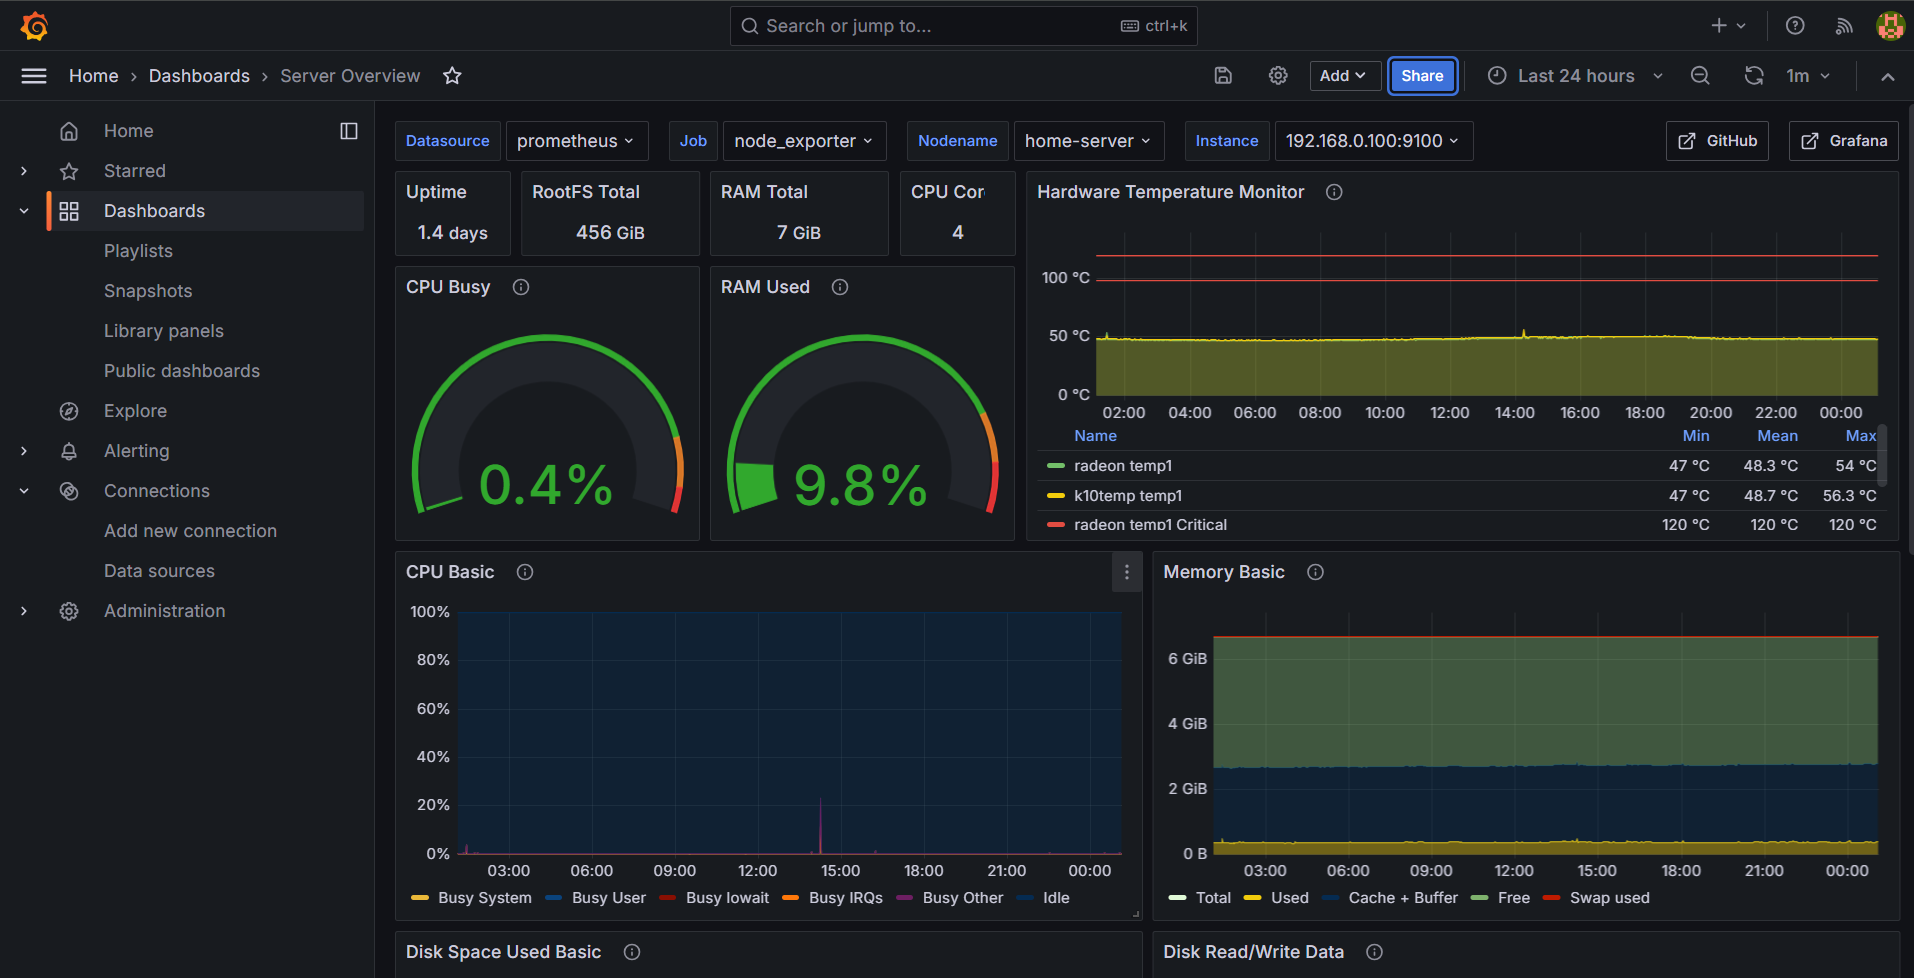 Search or jump to... ctrl+k
Home › Dashboards › Server Overview
Add Share Last 24 hours 1m
Home
Starred
Dashboards
Playlists
Snapshots
Library panels
Public dashboards
Explore
Alerting
Connections
Add new connection
Data sources
Administration
Datasource prometheus Job node_exporter Nodename home-server Instance 192.168.0.100:9100 GitHub Grafana
Uptime
1.4 days
RootFS Total
456 GiB
RAM Total
7 GiB
CPU Cor
4
Hardware Temperature Monitor
100 °C
50 °C
0 °C
02:00 04:00 06:00 08:00 10:00 12:00 14:00 16:00 18:00 20:00 22:00 00:00
Name Min Mean Max
radeon temp1 47 °C 48.3 °C 54 °C
k10temp temp1 47 °C 48.7 °C 56.3 °C
radeon temp1 Critical 120 °C 120 °C 120 °C
CPU Busy
0.4%
RAM Used
9.8%
CPU Basic
100%
80%
60%
40%
20%
0%
03:00 06:00 09:00 12:00 15:00 18:00 21:00 00:00
Busy System Busy User Busy Iowait Busy IRQs Busy Other Idle
Memory Basic
6 GiB
4 GiB
2 GiB
0 B
03:00 06:00 09:00 12:00 15:00 18:00 21:00 00:00
Total Used Cache + Buffer Free Swap used
Disk Space Used Basic
Disk Read/Write Data